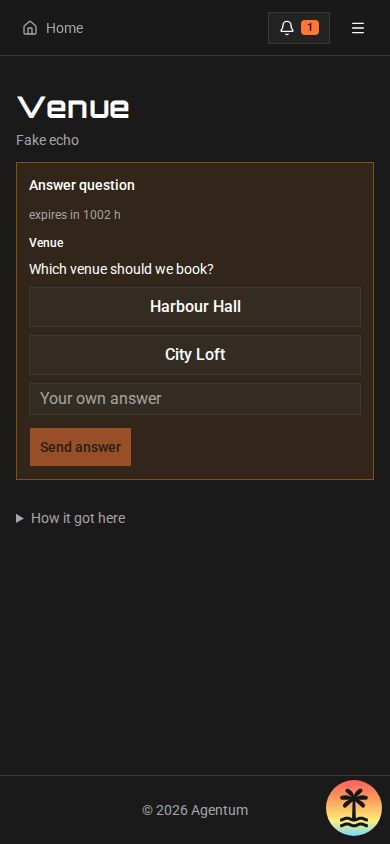 Home
1
Venue
Fake echo
Answer question
expires in 1002 h
Venue
Which venue should we book?
Harbour Hall
City Loft
Your own answer
Send answer
How it got here
© 2026 Agentum